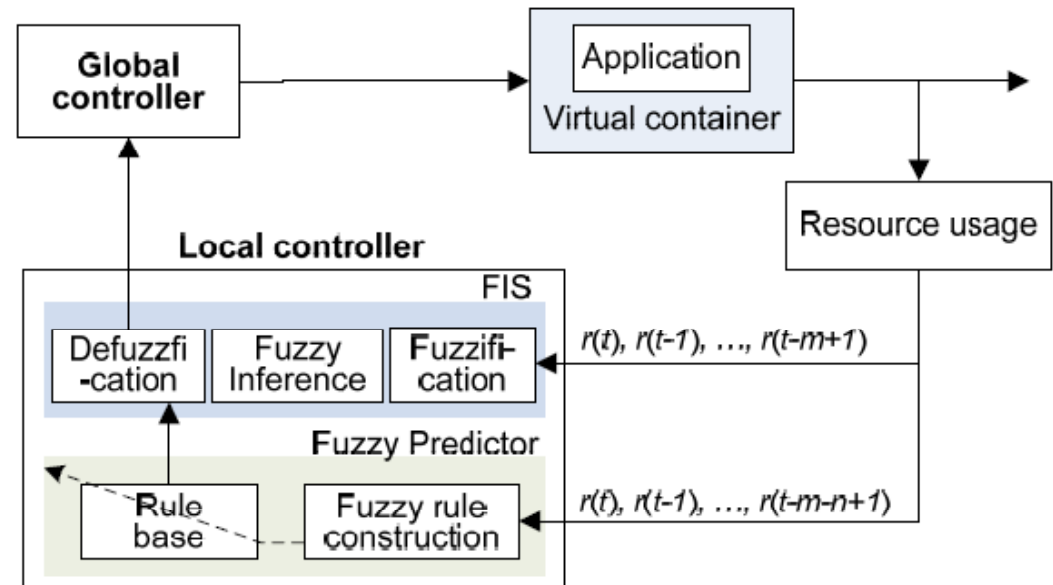 Global
controller
Application
Virtual container
Resource usage
Local controller
FIS
Defuzzfi
-cation
Fuzzy
Inference
Fuzzifi-
cation
r(t), r(t-1), ..., r(t-m+1)
Fuzzy Predictor
Rule
base
Fuzzy rule
construction
r(t), r(t-1), ..., r(t-m-n+1)